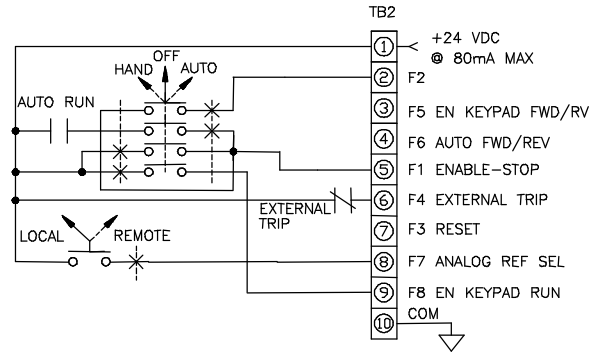 TB2
1 +24 VDC
@ 80mA MAX
OFF
HAND AUTO
2 F2
AUTO RUN
3 F5 EN KEYPAD FWD/RV
4 F6 AUTO FWD/REV
5 F1 ENABLE-STOP
6 F4 EXTERNAL TRIP
EXTERNAL
TRIP
7 F3 RESET
LOCAL REMOTE
8 F7 ANALOG REF SEL
9 F8 EN KEYPAD RUN
10 COM